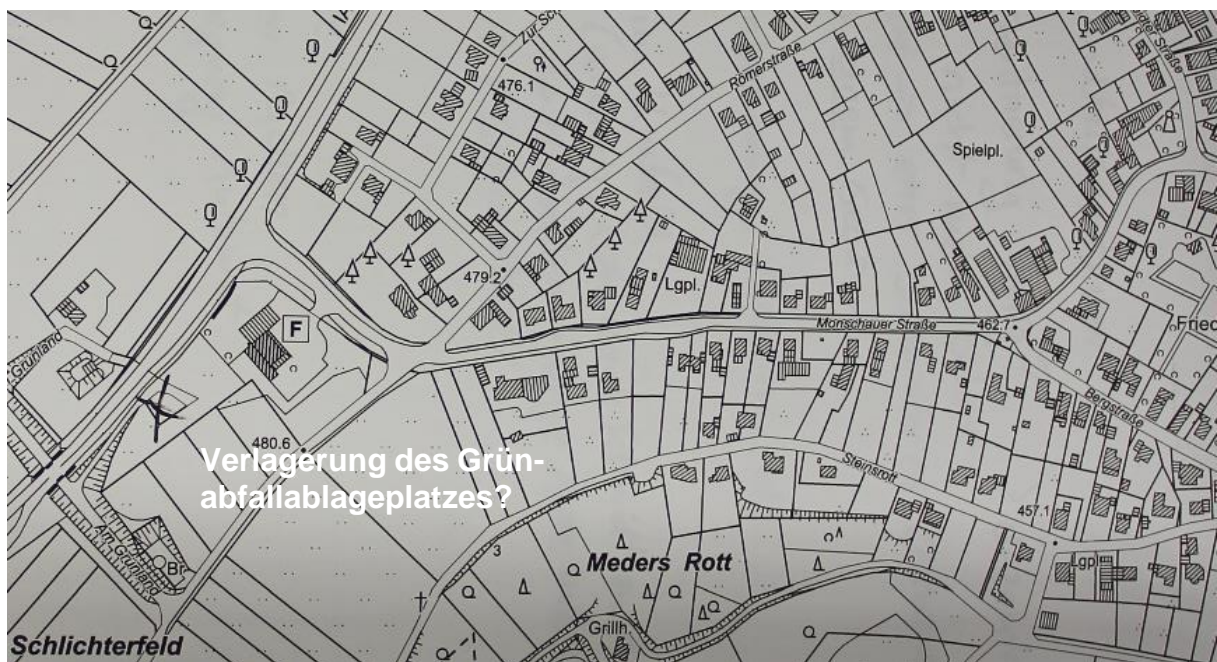 Zur Sc
476.1
Römerstraße
Spielpl.
479.2
Lgpl.
Monschauer Straße
462.7
Fried
F
Grünland
Bergstraße
480.6
Verlagerung des Grün-
abfallablageplatzes?
Steinsrott
457.1
Am Grünland
Br
3
Meders Rott
Lgpl
Grillh.
Schlichterfeld